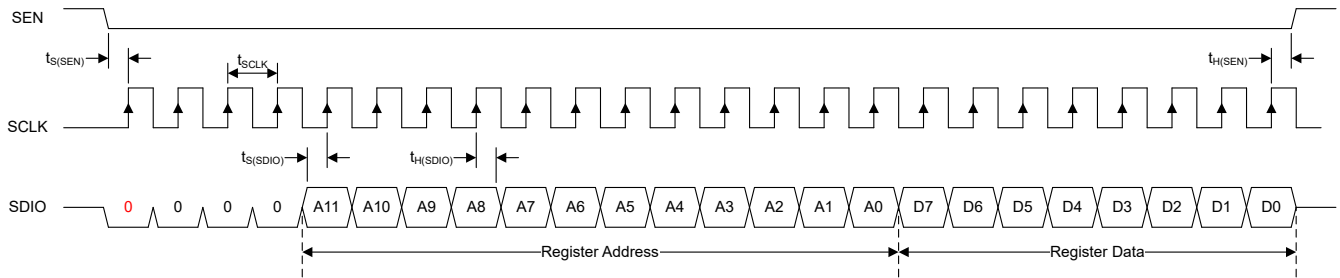 SEN
tS(SEN) tSCLK tH(SEN)
SCLK
tS(SDIO) tH(SDIO)
SDIO 0 0 0 0 A11 A10 A9 A8 A7 A6 A5 A4 A3 A2 A1 A0 D7 D6 D5 D4 D3 D2 D1 D0
Register Address Register Data